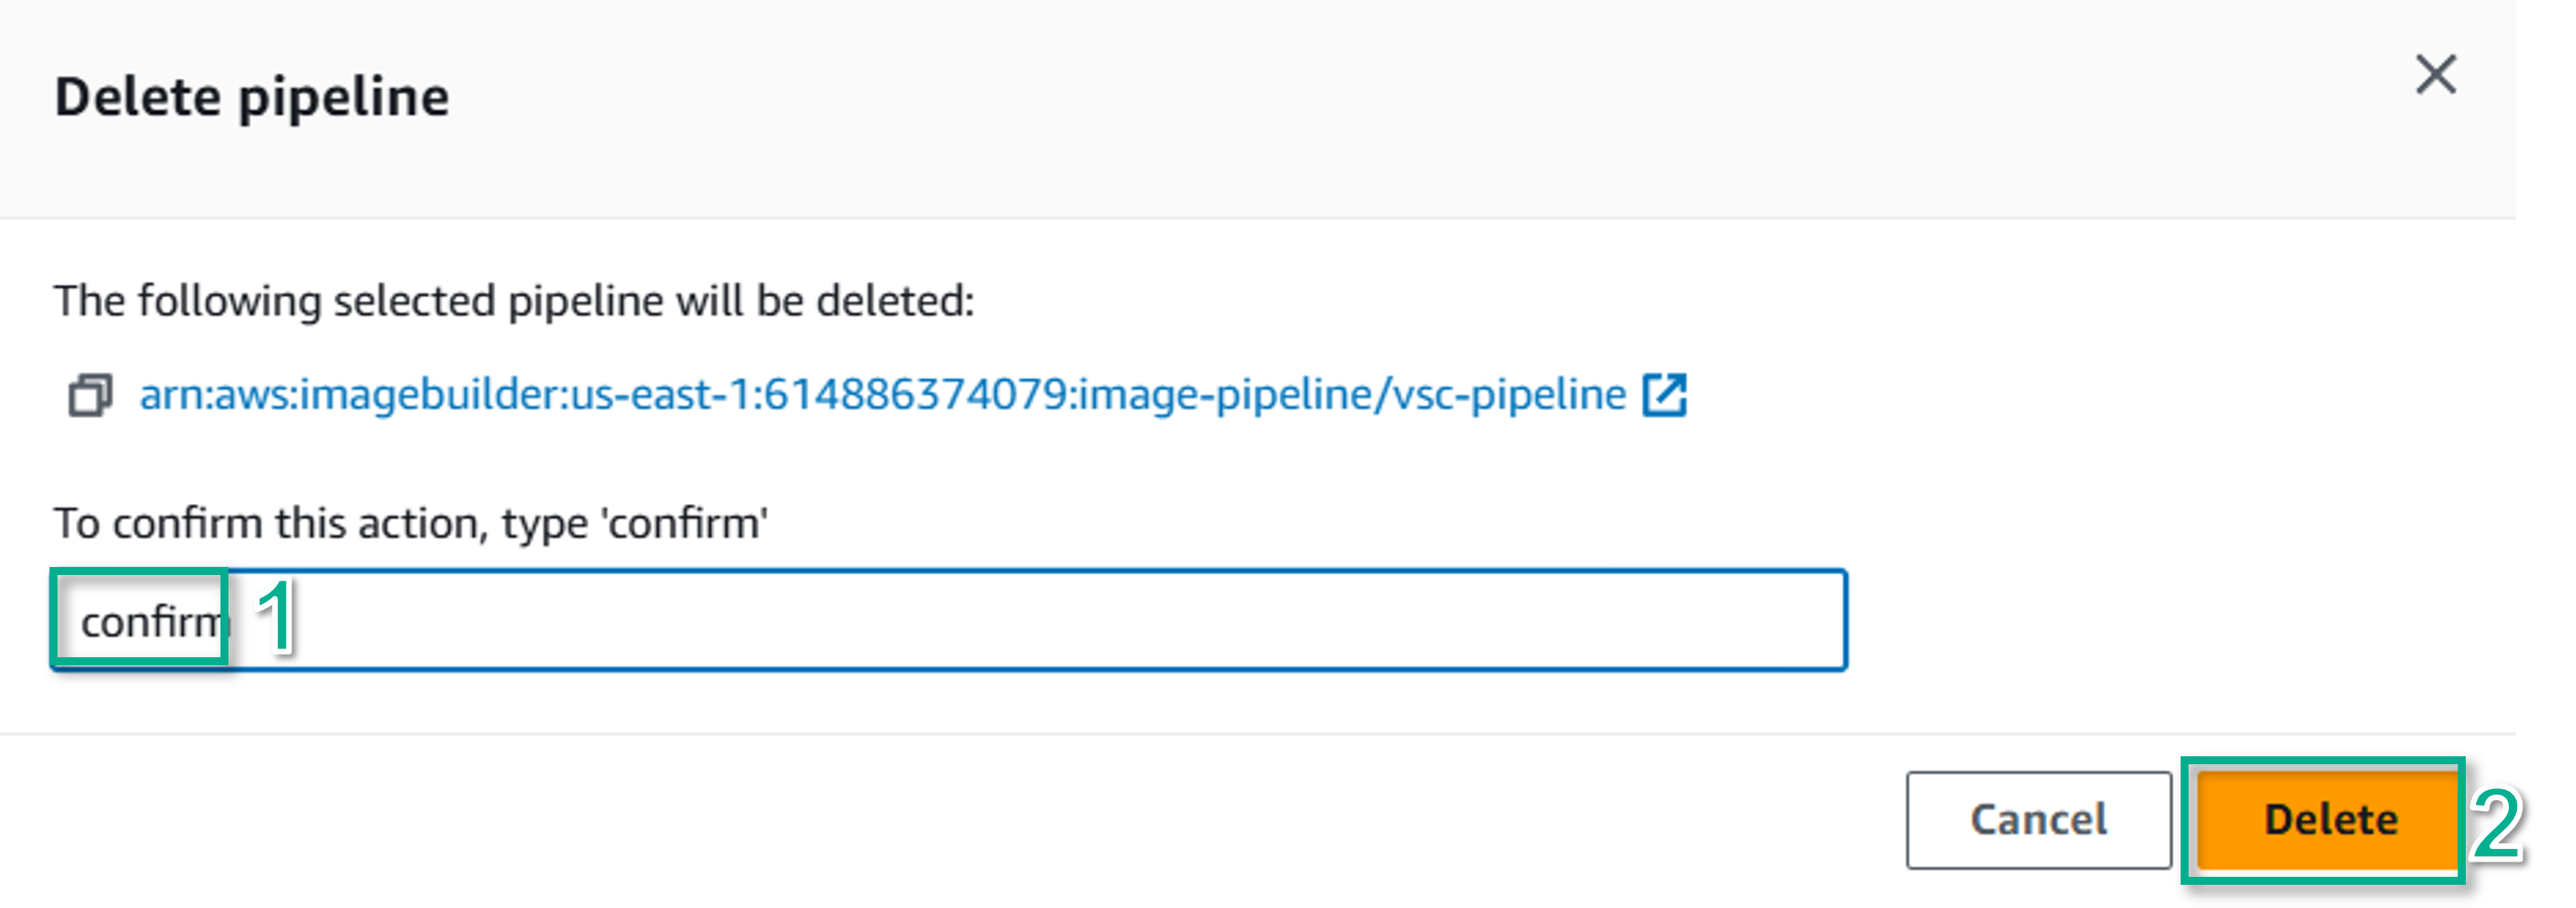 Delete pipeline
The following selected pipeline will be deleted:
arn:aws:imagebuilder:us-east-1:614886374079:image-pipeline/vsc-pipeline
To confirm this action, type 'confirm'
confirm 1
Cancel Delete 2